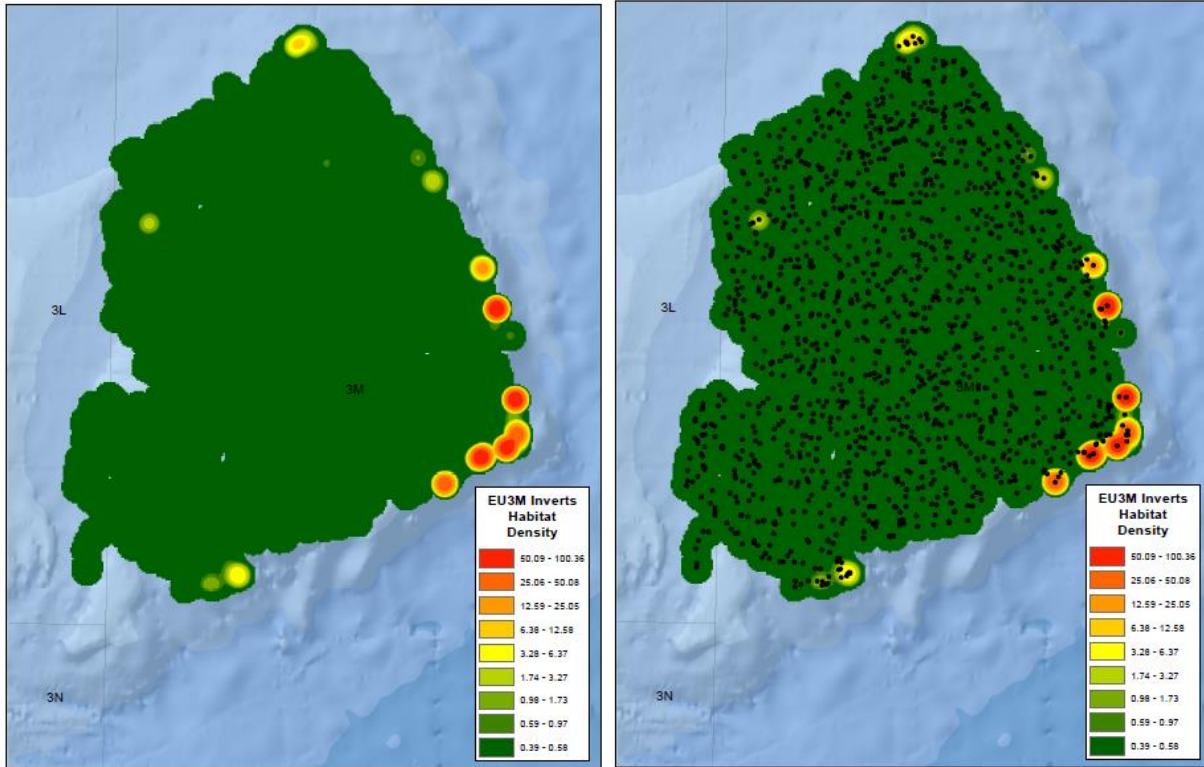 3L
3M
3N
EU3M Inverts
Habitat
Density
50.09 - 100.36
25.06 - 50.08
12.59 - 25.05
6.38 - 12.58
3.28 - 6.37
1.74 - 3.27
0.98 - 1.73
0.59 - 0.97
0.39 - 0.58
3L
3M
3N
EU3M Inverts
Habitat
Density
50.09 - 100.36
25.06 - 50.08
12.59 - 25.05
6.38 - 12.58
3.28 - 6.37
1.74 - 3.27
0.98 - 1.73
0.59 - 0.97
0.39 - 0.58